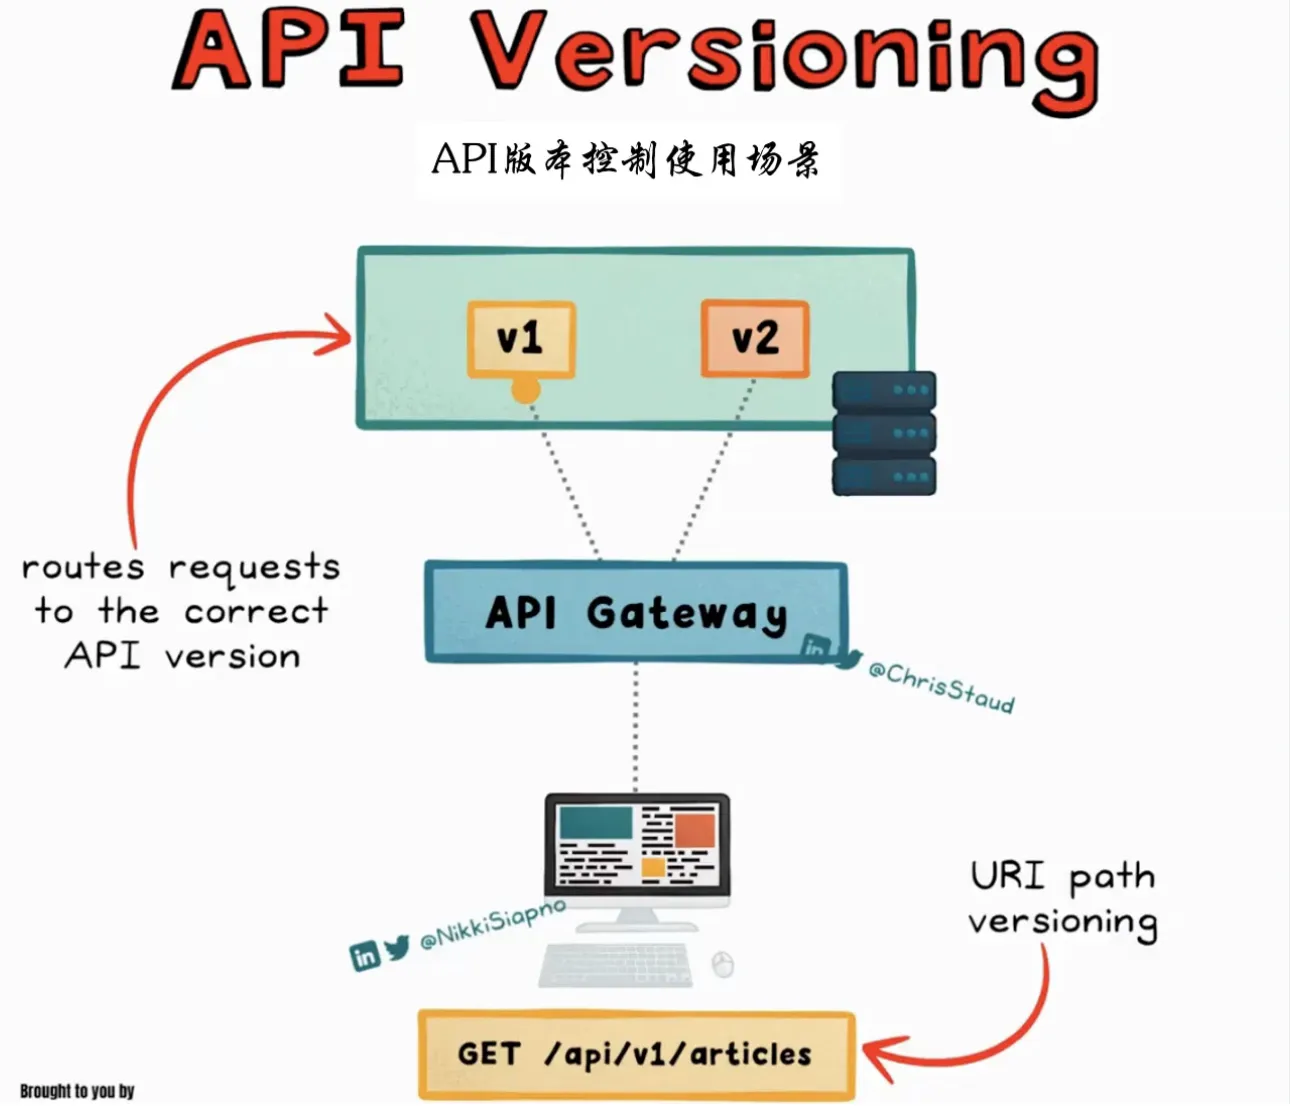 API Versioning
API版本控制使用场景
v1
v2
routes requests
to the correct
API version
API Gateway
in
@ChrisStaud
in
@NikkiSiapno
URI path
versioning
GET /api/v1/articles
Brought to you by